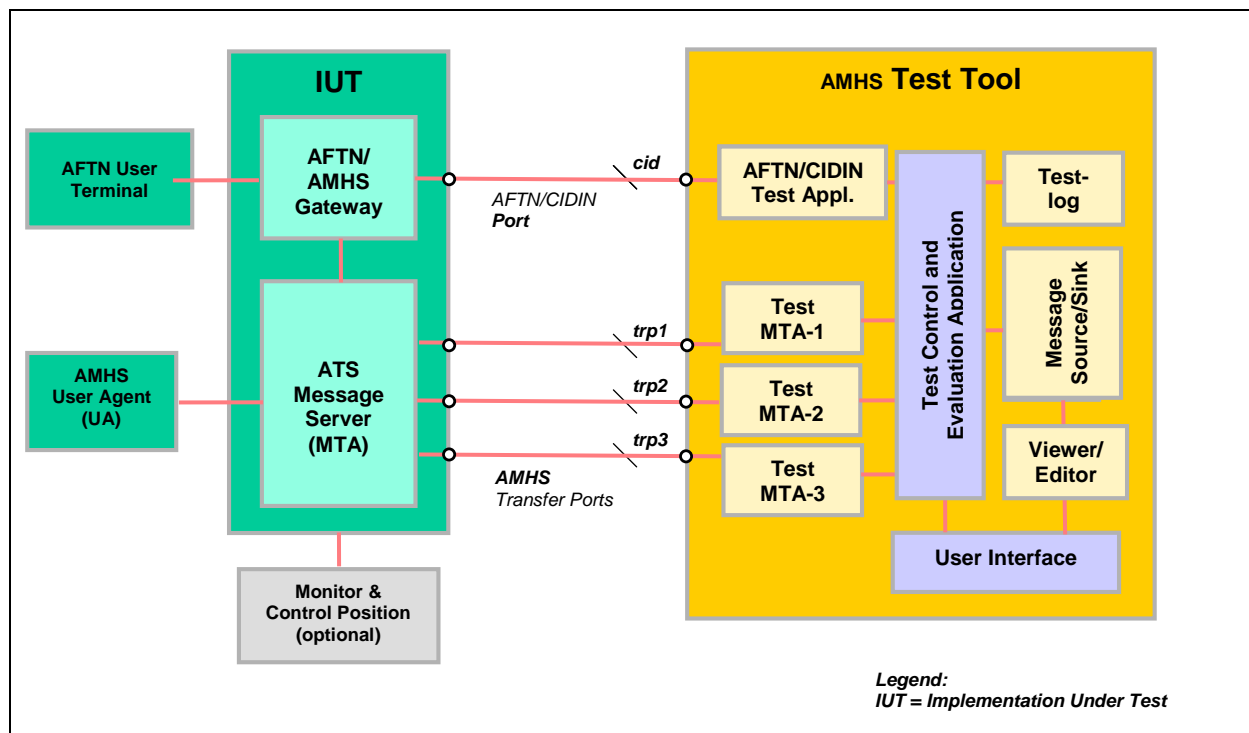 IUT
AMHS Test Tool
AFTN User
Terminal
AFTN/
AMHS
Gateway
cid
AFTN/CIDIN
Port
AFTN/CIDIN
Test Appl.
Test-
log
Test Control and
Evaluation Application
Message
Source/Sink
AMHS
User Agent
(UA)
ATS
Message
Server
(MTA)
trp1
trp2
trp3
AMHS
Transfer Ports
Test
MTA-1
Test
MTA-2
Test
MTA-3
Viewer/
Editor
User Interface
Monitor &
Control Position
(optional)
Legend:
IUT = Implementation Under Test